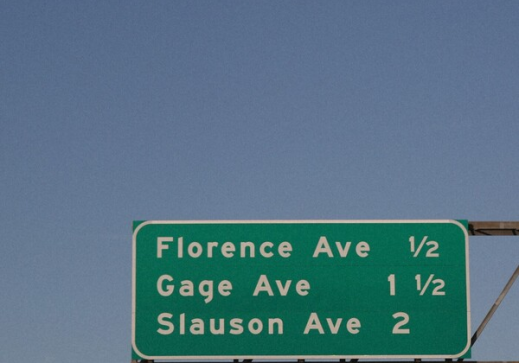 Florence Ave ½
Gage Ave 1 ½
Slauson Ave 2